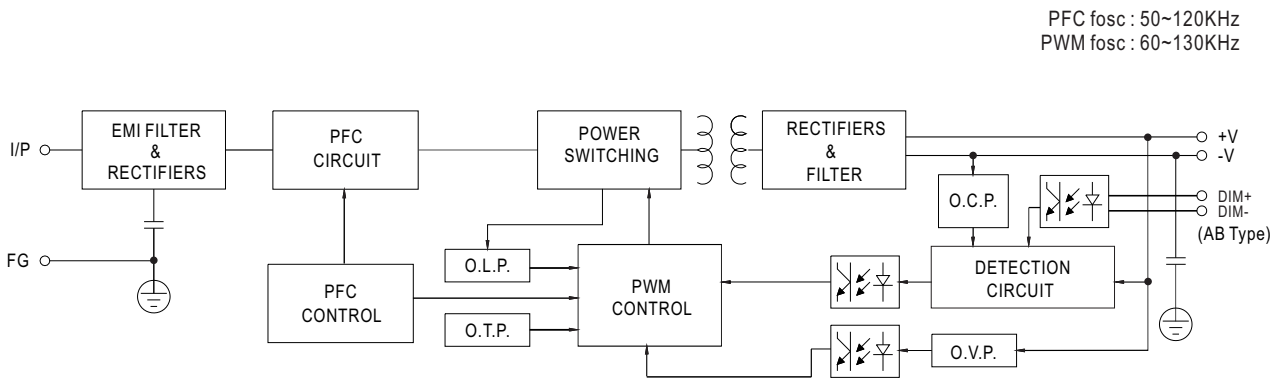 PFC fosc : 50~120KHz
PWM fosc : 60~130KHz
I/P
EMI FILTER
&
RECTIFIERS
PFC
CIRCUIT
POWER
SWITCHING
RECTIFIERS
&
FILTER
+V
-V
O.C.P.
DIM+
DIM-
(AB Type)
FG
O.L.P.
PFC
CONTROL
PWM
CONTROL
DETECTION
CIRCUIT
O.T.P.
O.V.P.